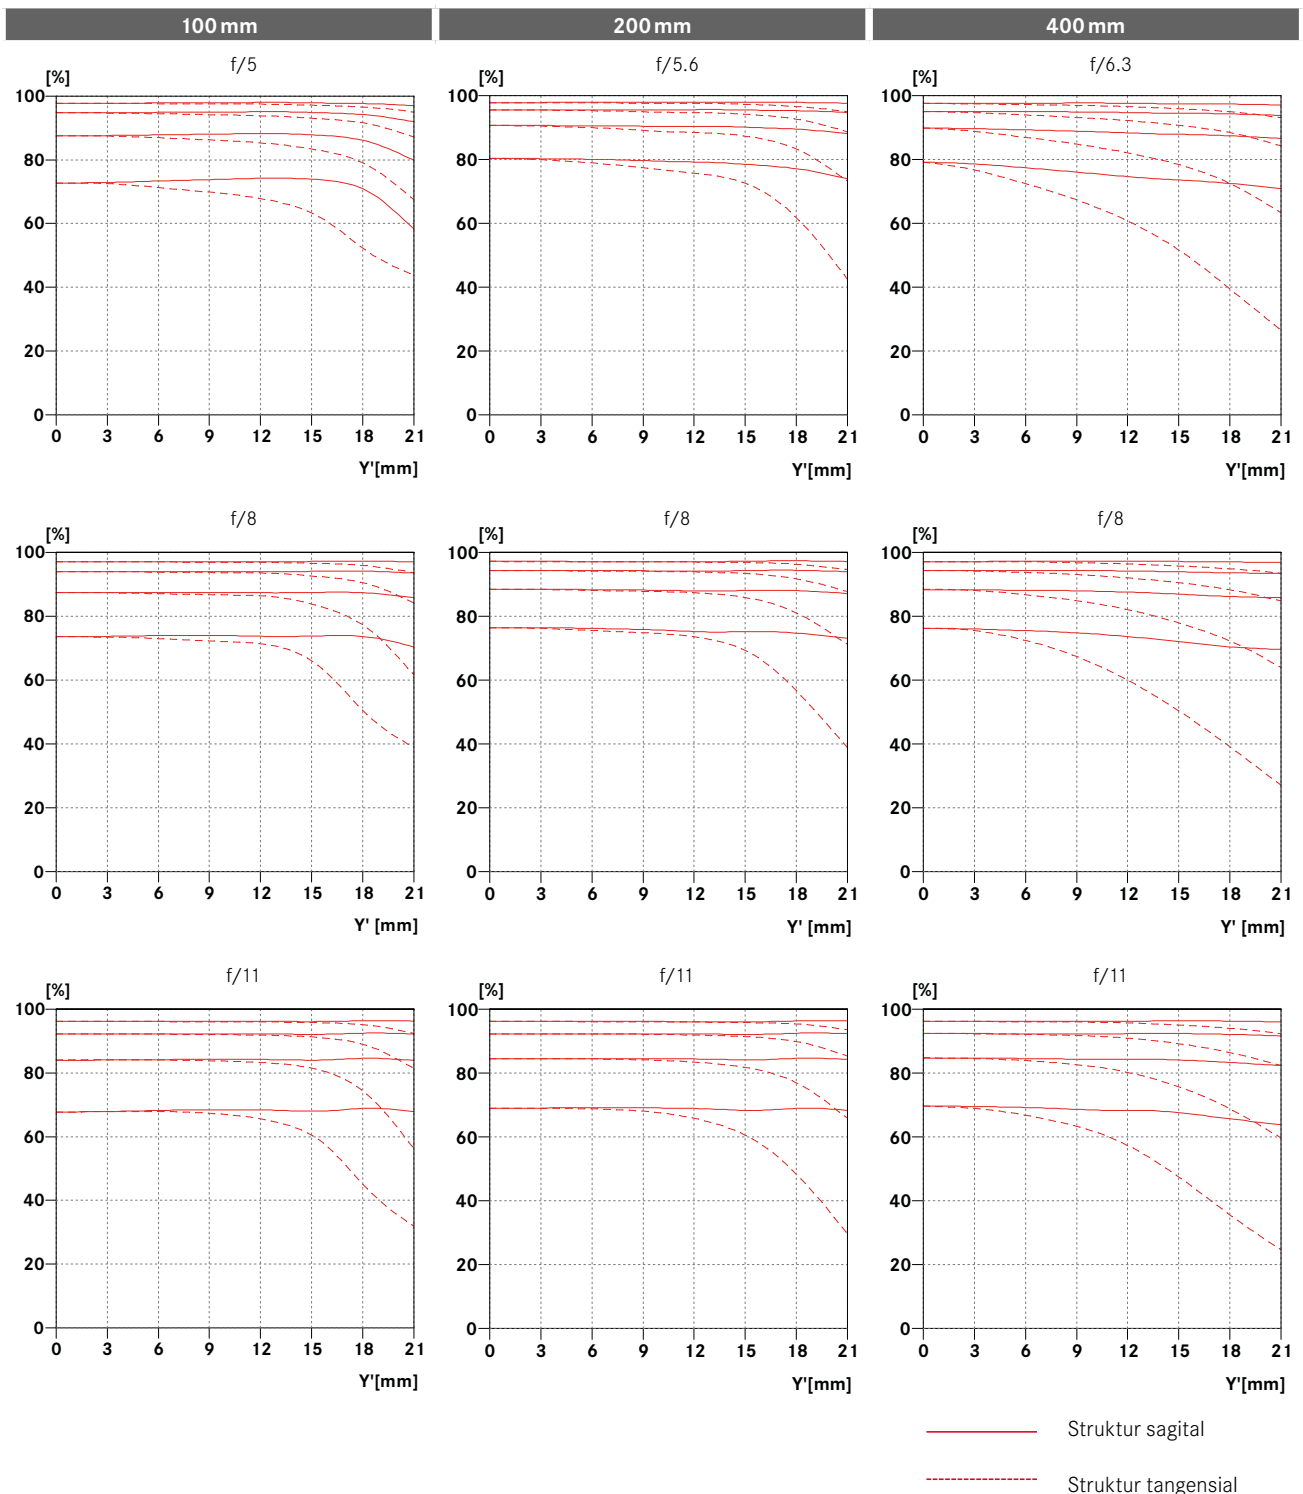 100 mm 200 mm 400 mm
f/5 f/5.6 f/6.3
[%] [%] [%]
100 100 100
80 80 80
60 60 60
40 40 40
20 20 20
0 0 0
0 3 6 9 12 15 18 21 0 3 6 9 12 15 18 21 0 3 6 9 12 15 18 21
Y'[mm] Y'[mm] Y'[mm]
f/8 f/8 f/8
[%] [%] [%]
100 100 100
80 80 80
60 60 60
40 40 40
20 20 20
0 0 0
0 3 6 9 12 15 18 21 0 3 6 9 12 15 18 21 0 3 6 9 12 15 18 21
Y' [mm] Y' [mm] Y' [mm]
f/11 f/11 f/11
[%] [%] [%]
100 100 100
80 80 80
60 60 60
40 40 40
20 20 20
0 0 0
0 3 6 9 12 15 18 21 0 3 6 9 12 15 18 21 0 3 6 9 12 15 18 21
Y'[mm] Y'[mm] Y'[mm]
Struktur sagital
Struktur tangensial